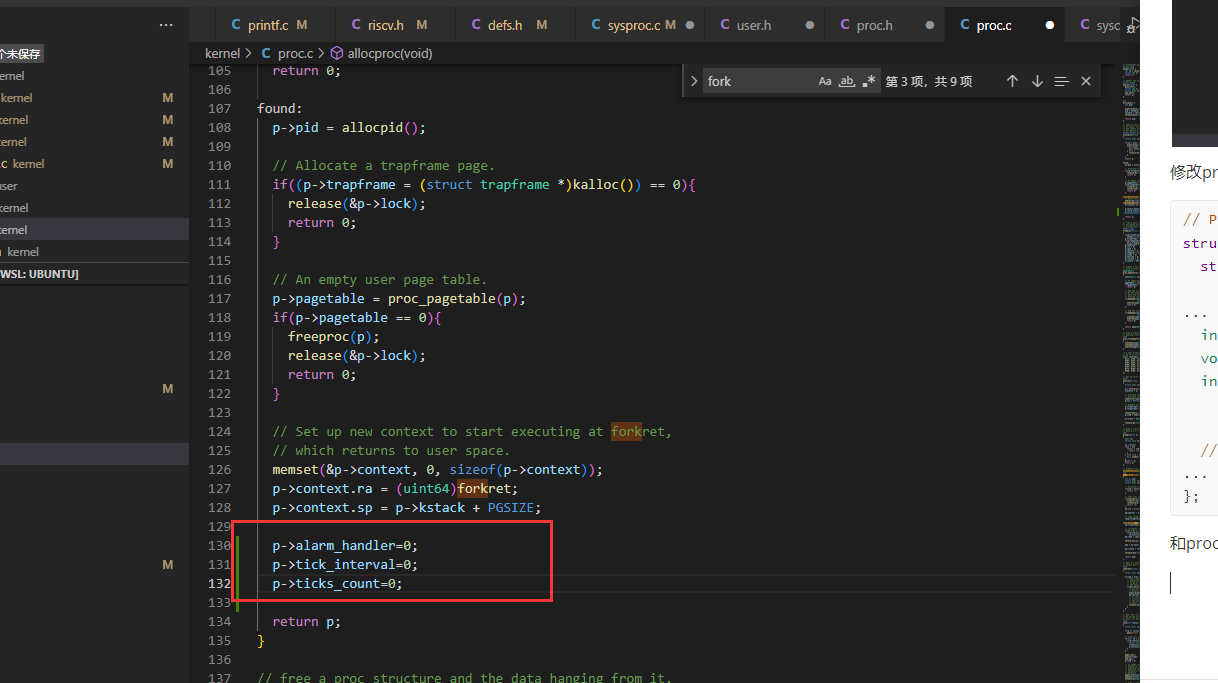 printf.c M
riscv.h M
defs.h M
sysproc.c M
user.h
proc.h
proc.c
sysc
kernel > C proc.c > allocproc(void)
fork
Aa ab .*
第 3 项，共 9 项
个未保存
ernel
kernel M
kernel M
ernel M
.c kernel M
user
kernel
ernel
kernel
WSL: UBUNTU]
M
M
105 return 0;
106
107 found:
108 p->pid = allocpid();
109
110 // Allocate a trapframe page.
111 if((p->trapframe = (struct trapframe *)kalloc()) == 0){
112 release(&p->lock);
113 return 0;
114 }
115
116 // An empty user page table.
117 p->pagetable = proc_pagetable(p);
118 if(p->pagetable == 0){
119 freeproc(p);
120 release(&p->lock);
121 return 0;
122 }
123
124 // Set up new context to start executing at forkret,
125 // which returns to user space.
126 memset(&p->context, 0, sizeof(p->context));
127 p->context.ra = (uint64)forkret;
128 p->context.sp = p->kstack + PGSIZE;
129
130 p->alarm_handler=0;
131 p->tick_interval=0;
132 p->ticks_count=0;
133
134 return p;
135 }
136
137 // free a proc structure and the data hanging from it,
修改pr
// P
stru
st
...
in
vo
in
//
...
};
和proc